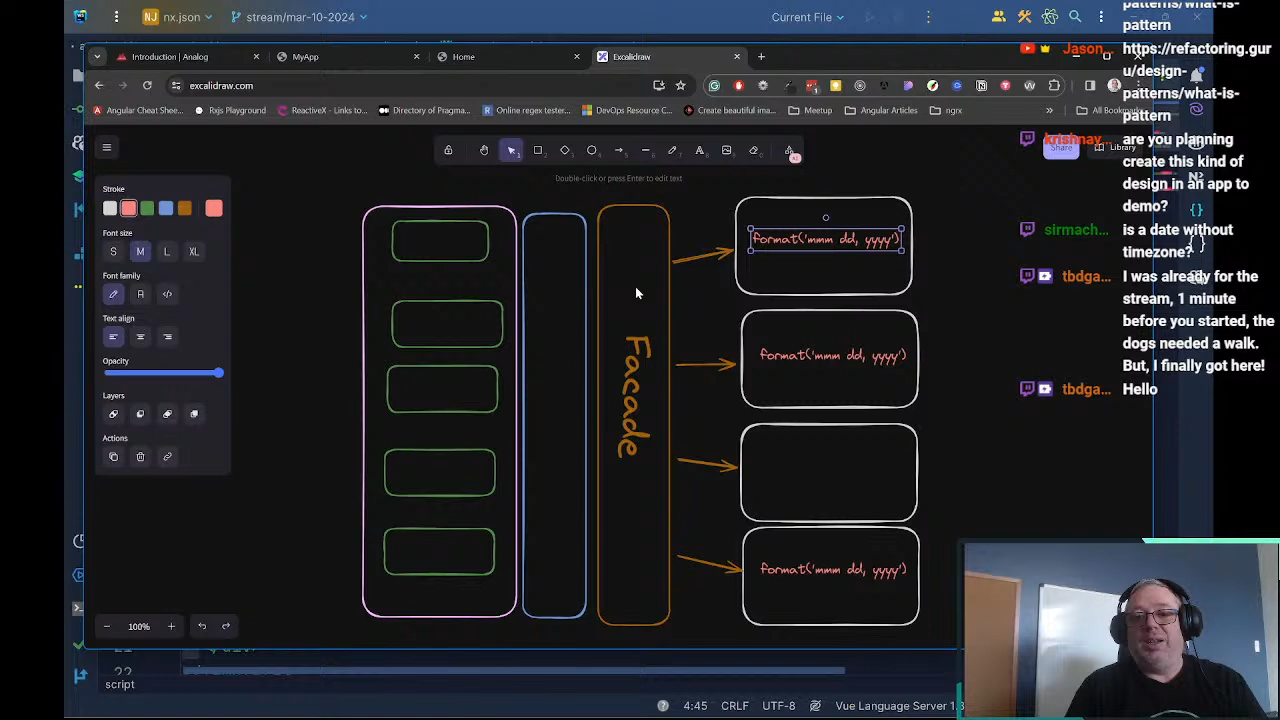 nx.json
stream/mar-10-2024
Current File
Introduction | Analog
MyApp
Home
Excalidraw
excalidraw.com
Angular Cheat Shee...
Rxjs Playground
ReactiveX - Links to...
Directory of Pragma...
Online regex tester...
DevOps Resource C...
Create beautiful ima...
Meetup
Angular Articles
ngrx
All Bookmarks
Share
Library
Double-click or press Enter to edit text
Stroke
Font size
S
M
L
XL
Font family
Text align
Opacity
Layers
Actions
100%
Facade
format('mmm dd, yyyy')
format('mmm dd, yyyy')
format('mmm dd, yyyy')
patterns/what-is-
pattern
Jason...
https://refactoring.gur
u/design-
patterns/what-is-
pattern
krishnay...
are you planning
create this kind of
design in an app to
demo?
sirmach...
is a date without
timezone?
tbdga...
I was already for the
stream, 1 minute
before you started, the
dogs needed a walk.
But, I finally got here!
tbdga...
Hello
22
script
4:45
CRLF
UTF-8